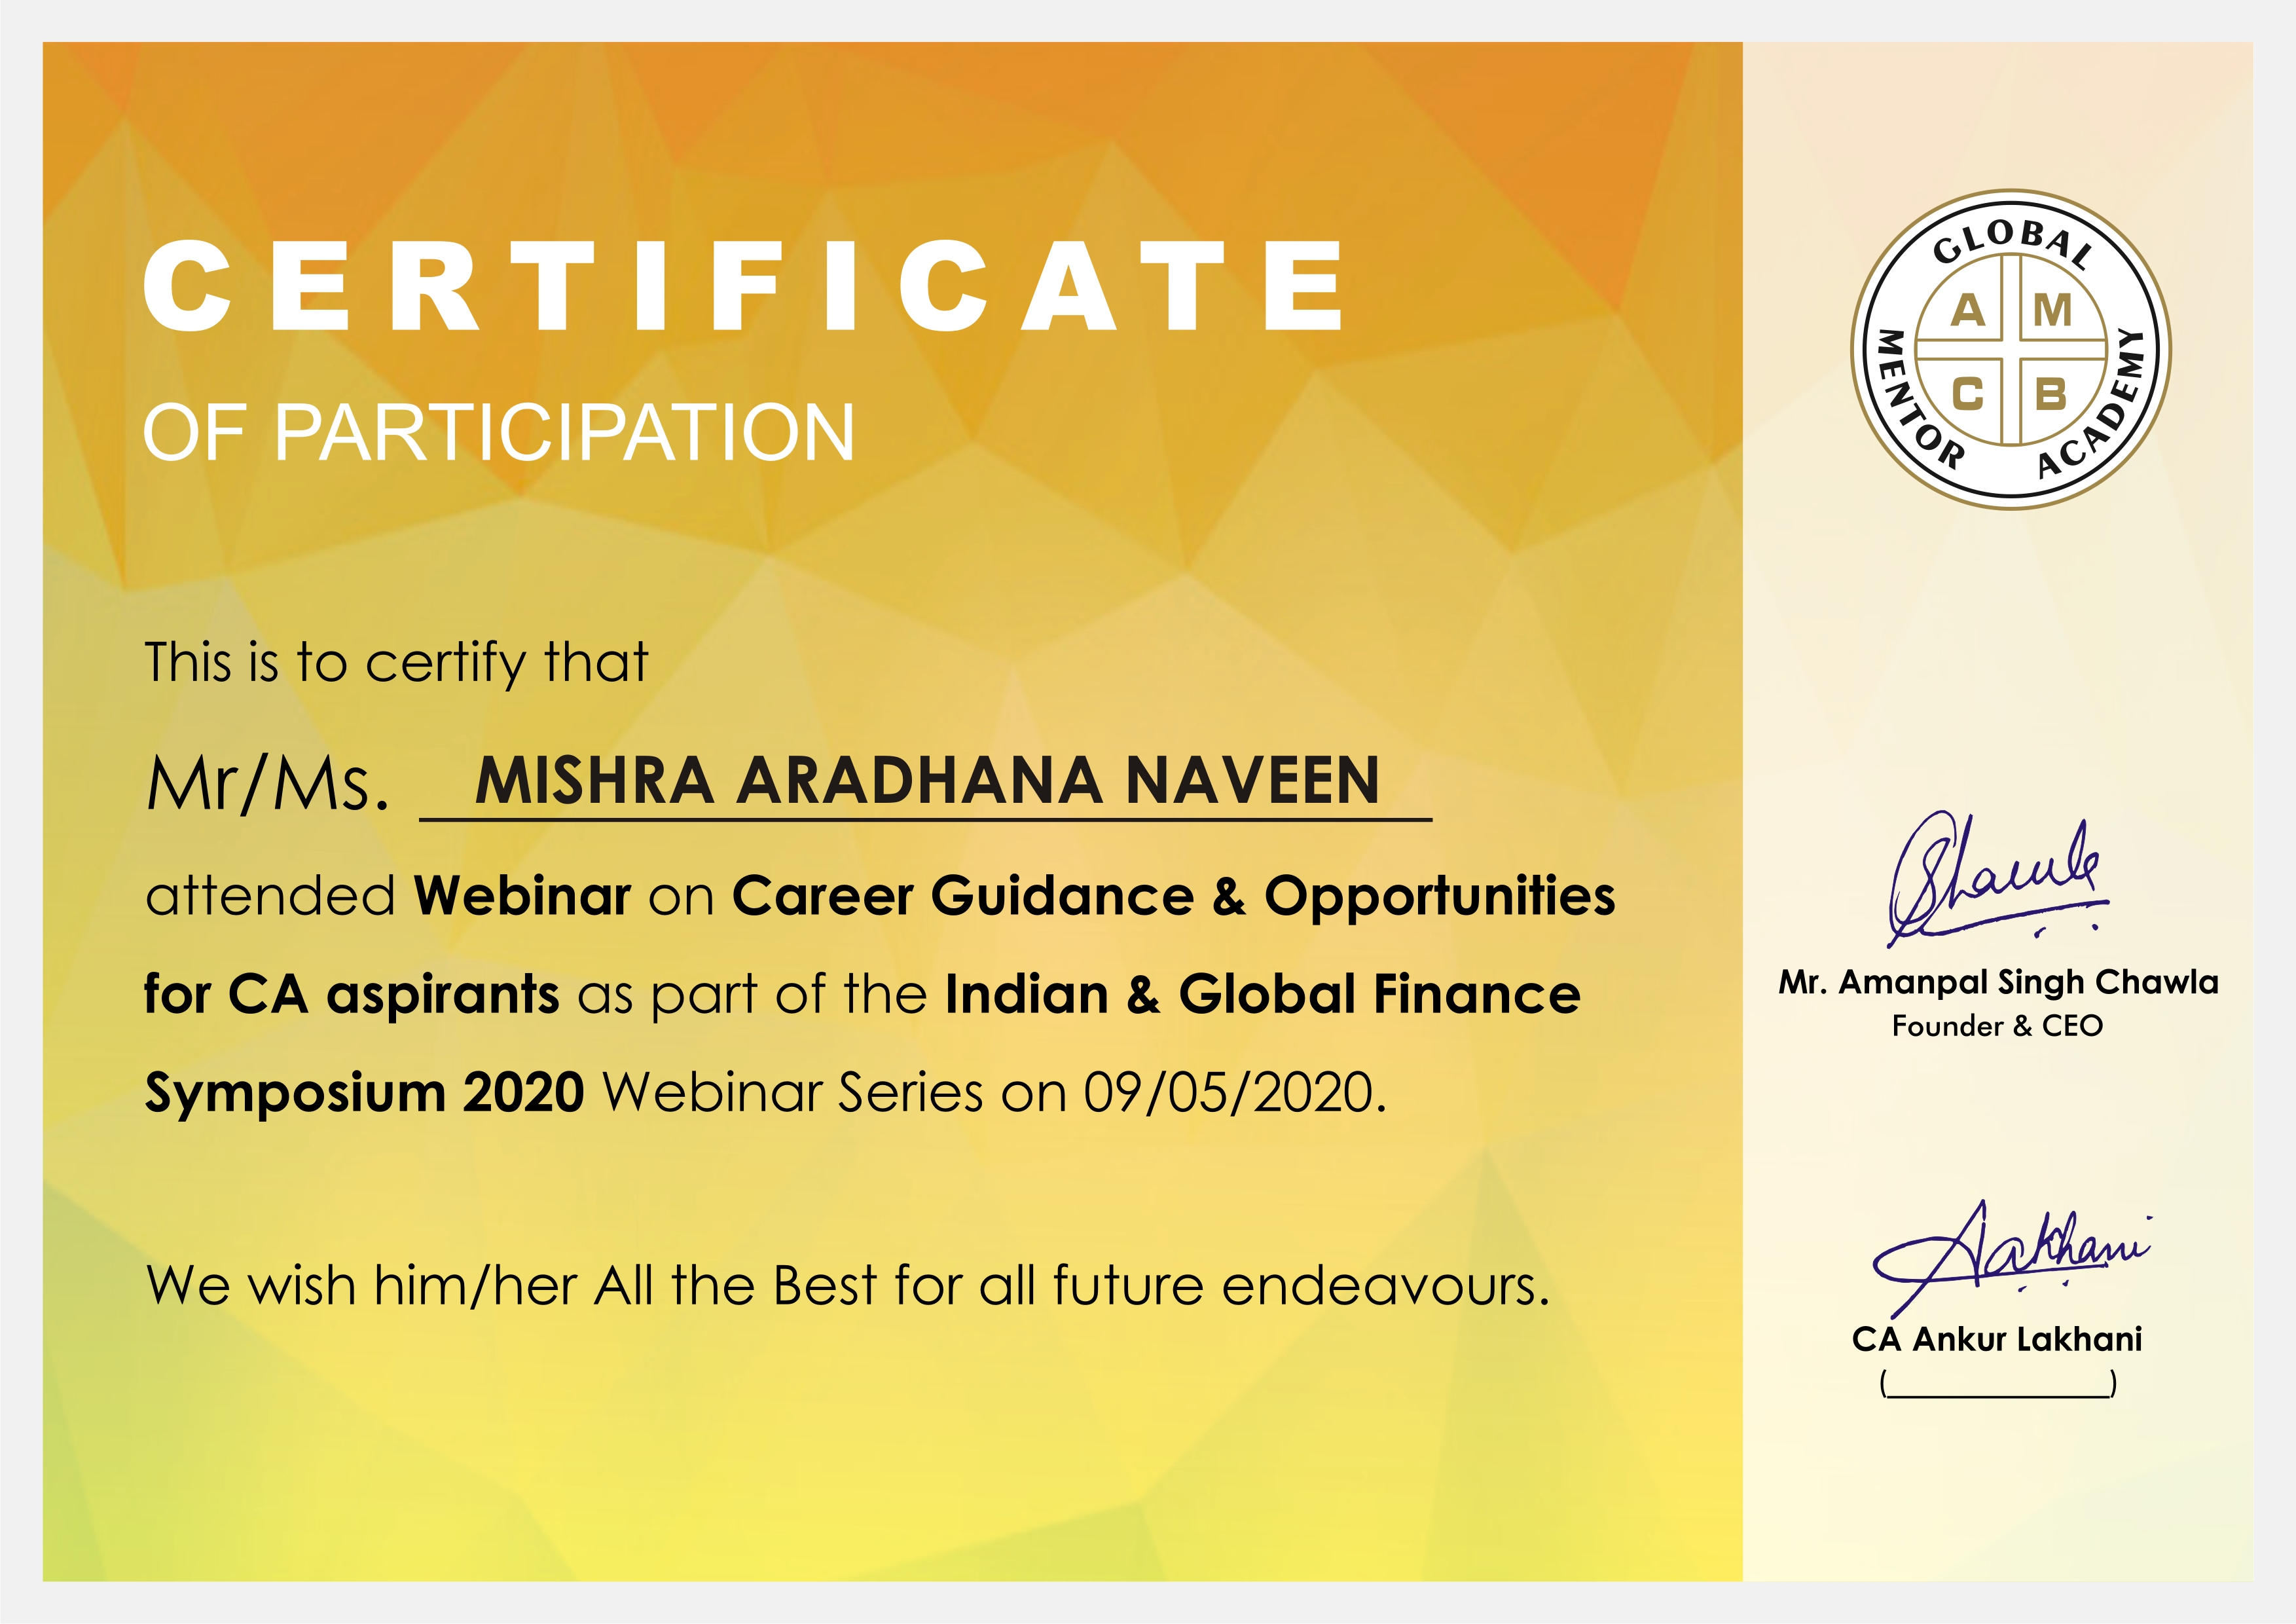 CERTIFICATE
OF PARTICIPATION
This is to certify that
Mr/Ms. MISHRA ARADHANA NAVEEN
attended Webinar on Career Guidance & Opportunities
for CA aspirants as part of the Indian & Global Finance
Symposium 2020 Webinar Series on 09/05/2020.
We wish him/her All the Best for all future endeavours.
GLOBAL
MENTOR ACADEMY
A M
C B
Chawla
Mr. Amanpal Singh Chawla
Founder & CEO
Lakhani
CA Ankur Lakhani
(_______________)